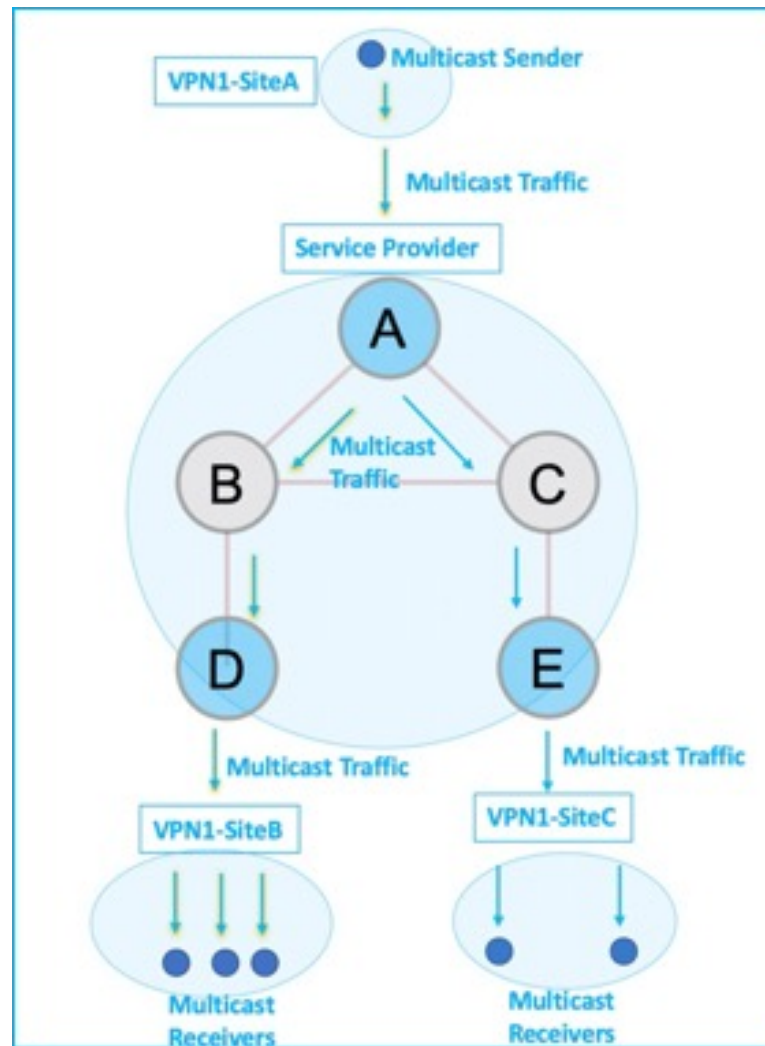 Multicast Sender
VPN1-SiteA
Multicast Traffic
Service Provider
A
Multicast
Traffic
B
C
D
E
Multicast Traffic
Multicast Traffic
VPN1-SiteB
VPN1-SiteC
Multicast
Receivers
Multicast
Receivers